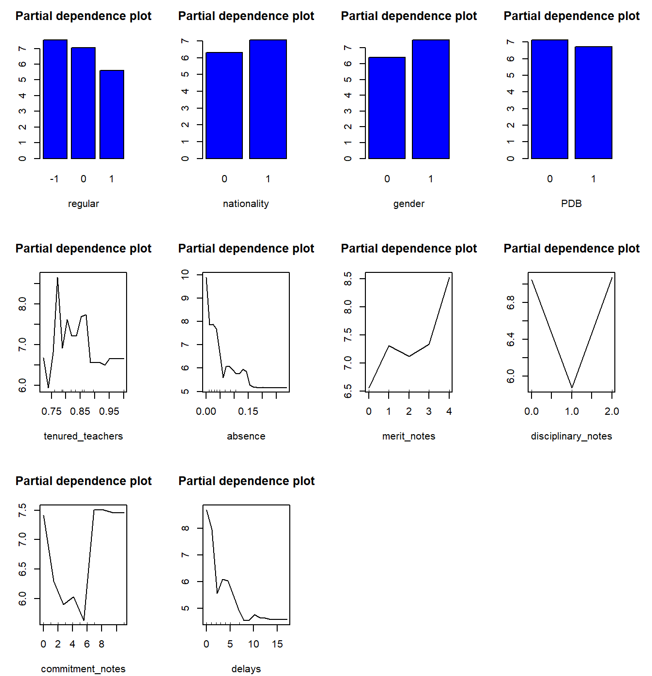 Partial dependence plot
Partial dependence plot
Partial dependence plot
Partial dependence plot
0 1 2 3 4 5 6 7
0 1 2 3 4 5 6 7
0 1 2 3 4 5 6 7
0 1 2 3 4 5 6 7
-1 0 1
0 1
0 1
0 1
regular
nationality
gender
PDB
Partial dependence plot
Partial dependence plot
Partial dependence plot
Partial dependence plot
6.0 7.0 8.0
5 6 7 8 9 10
6.5 7.0 7.5 8.0 8.5
6.0 6.4 6.8
0.75 0.85 0.95
0.00 0.15
0 1 2 3 4
0.0 1.0 2.0
tenured_teachers
absence
merit_notes
disciplinary_notes
Partial dependence plot
Partial dependence plot
6.0 6.5 7.0 7.5
5 6 7 8
0 2 4 6 8
0 5 10 15
commitment_notes
delays